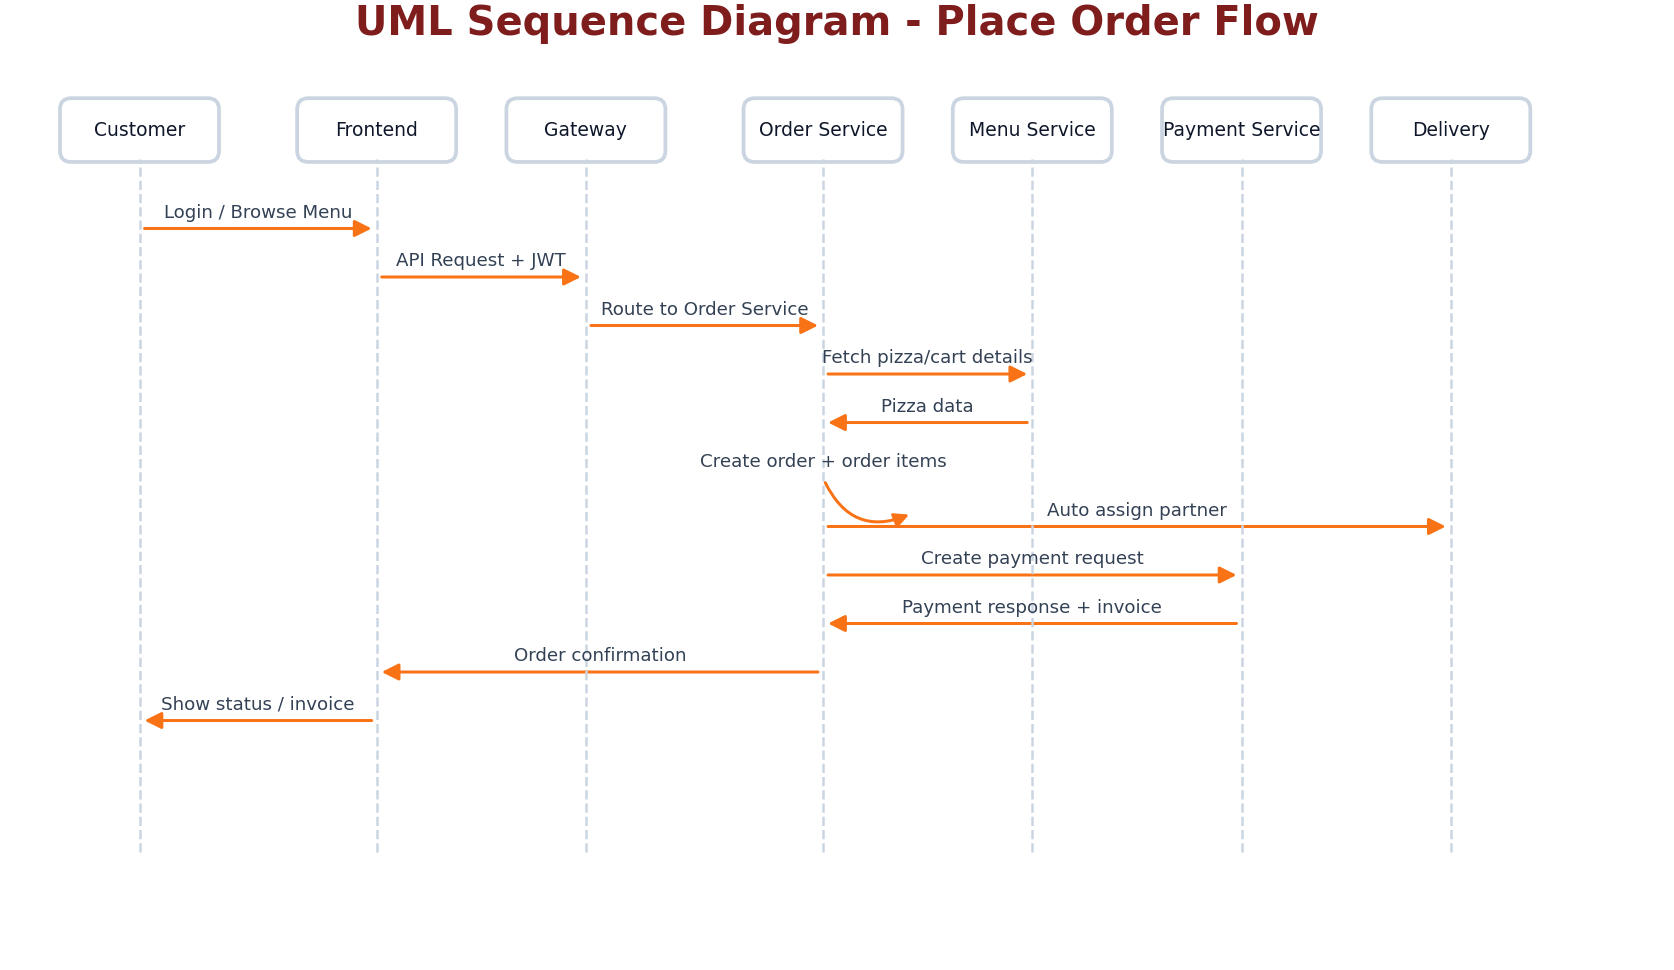 UML Sequence Diagram - Place Order Flow
Customer
Frontend
Gateway
Order Service
Menu Service
Payment Service
Delivery
Login / Browse Menu
API Request + JWT
Route to Order Service
Fetch pizza/cart details
Pizza data
Create order + order items
Auto assign partner
Create payment request
Payment response + invoice
Order confirmation
Show status / invoice